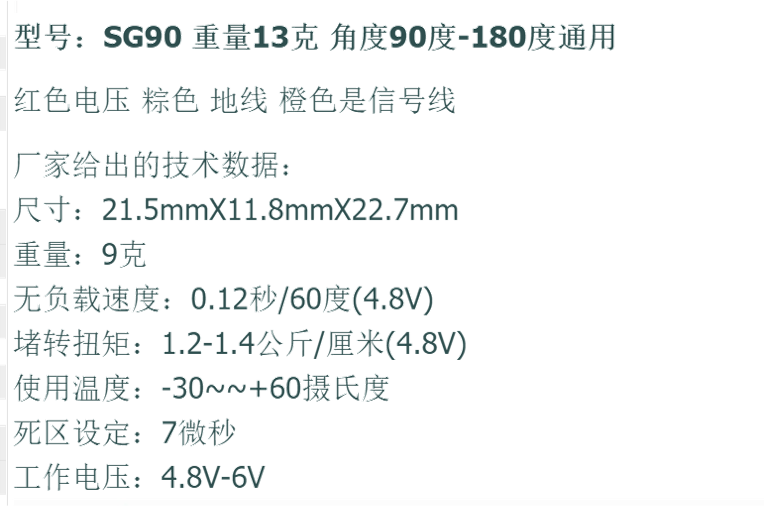 型号：SG90 重量13克 角度90度-180度通用
红色电压 粽色 地线 橙色是信号线
厂家给出的技术数据：
尺寸：21.5mmX11.8mmX22.7mm
重量：9克
无负载速度：0.12秒/60度(4.8V)
堵转扭矩：1.2-1.4公斤/厘米(4.8V)
使用温度：-30~~+60摄氏度
死区设定：7微秒
工作电压：4.8V-6V